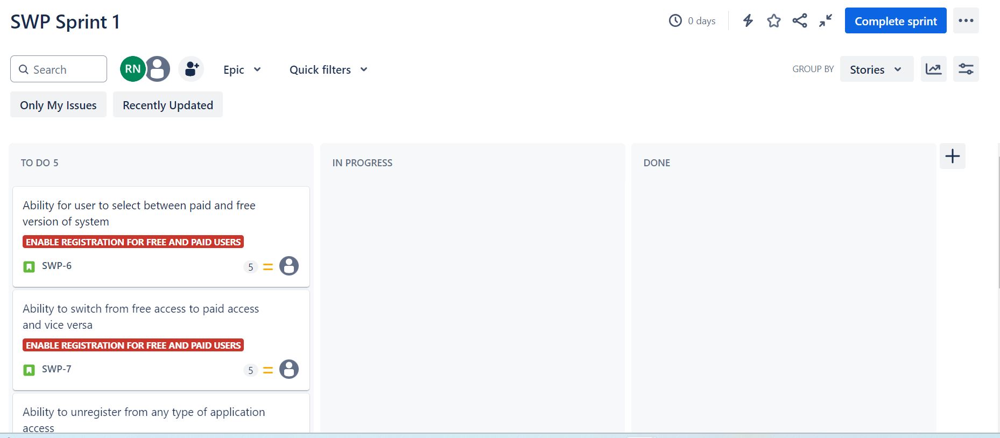 SWP Sprint 1
0 days
Complete sprint
Search
RN
Epic
Quick filters
GROUP BY
Stories
Only My Issues
Recently Updated
TO DO 5
IN PROGRESS
DONE
Ability for user to select between paid and free
version of system
ENABLE REGISTRATION FOR FREE AND PAID USERS
SWP-6
5
Ability to switch from free access to paid access
and vice versa
ENABLE REGISTRATION FOR FREE AND PAID USERS
SWP-7
5
Ability to unregister from any type of application
access